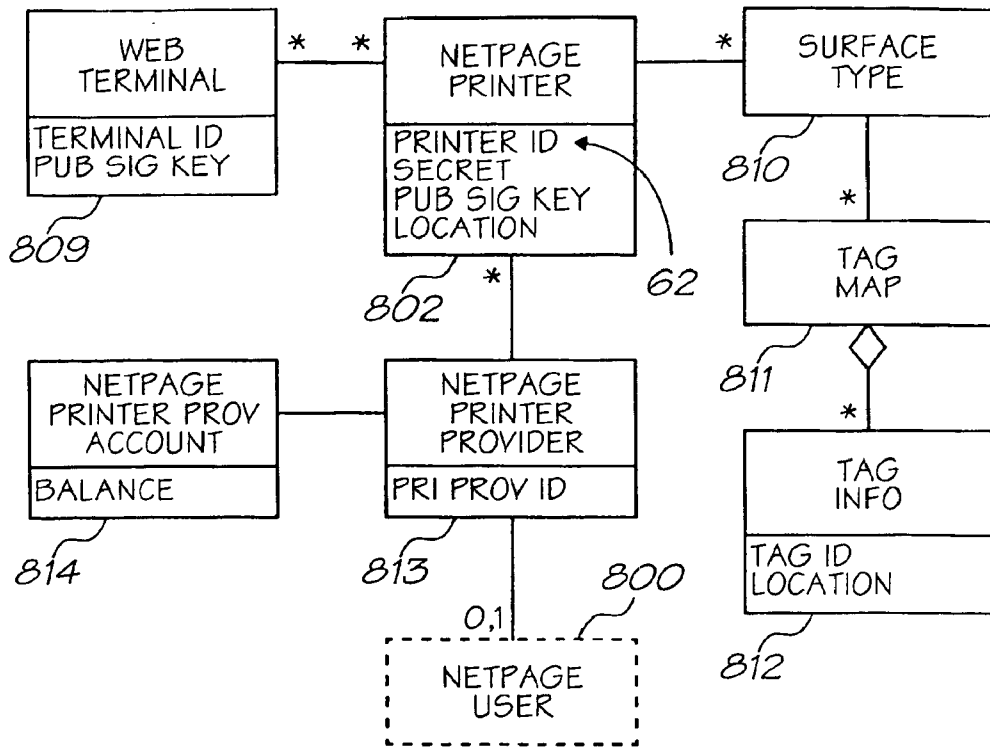 WEB
TERMINAL
TERMINAL ID
PUB SIG KEY
809
*
*
NETPAGE
PRINTER
PRINTER ID
SECRET
PUB SIG KEY
LOCATION
802
62
*
*
SURFACE
TYPE
810
*
TAG
MAP
811
*
TAG
INFO
TAG ID
LOCATION
812
NETPAGE
PRINTER PROV
ACCOUNT
BALANCE
814
NETPAGE
PRINTER
PROVIDER
PRI PROV ID
813
800
0,1
NETPAGE
USER